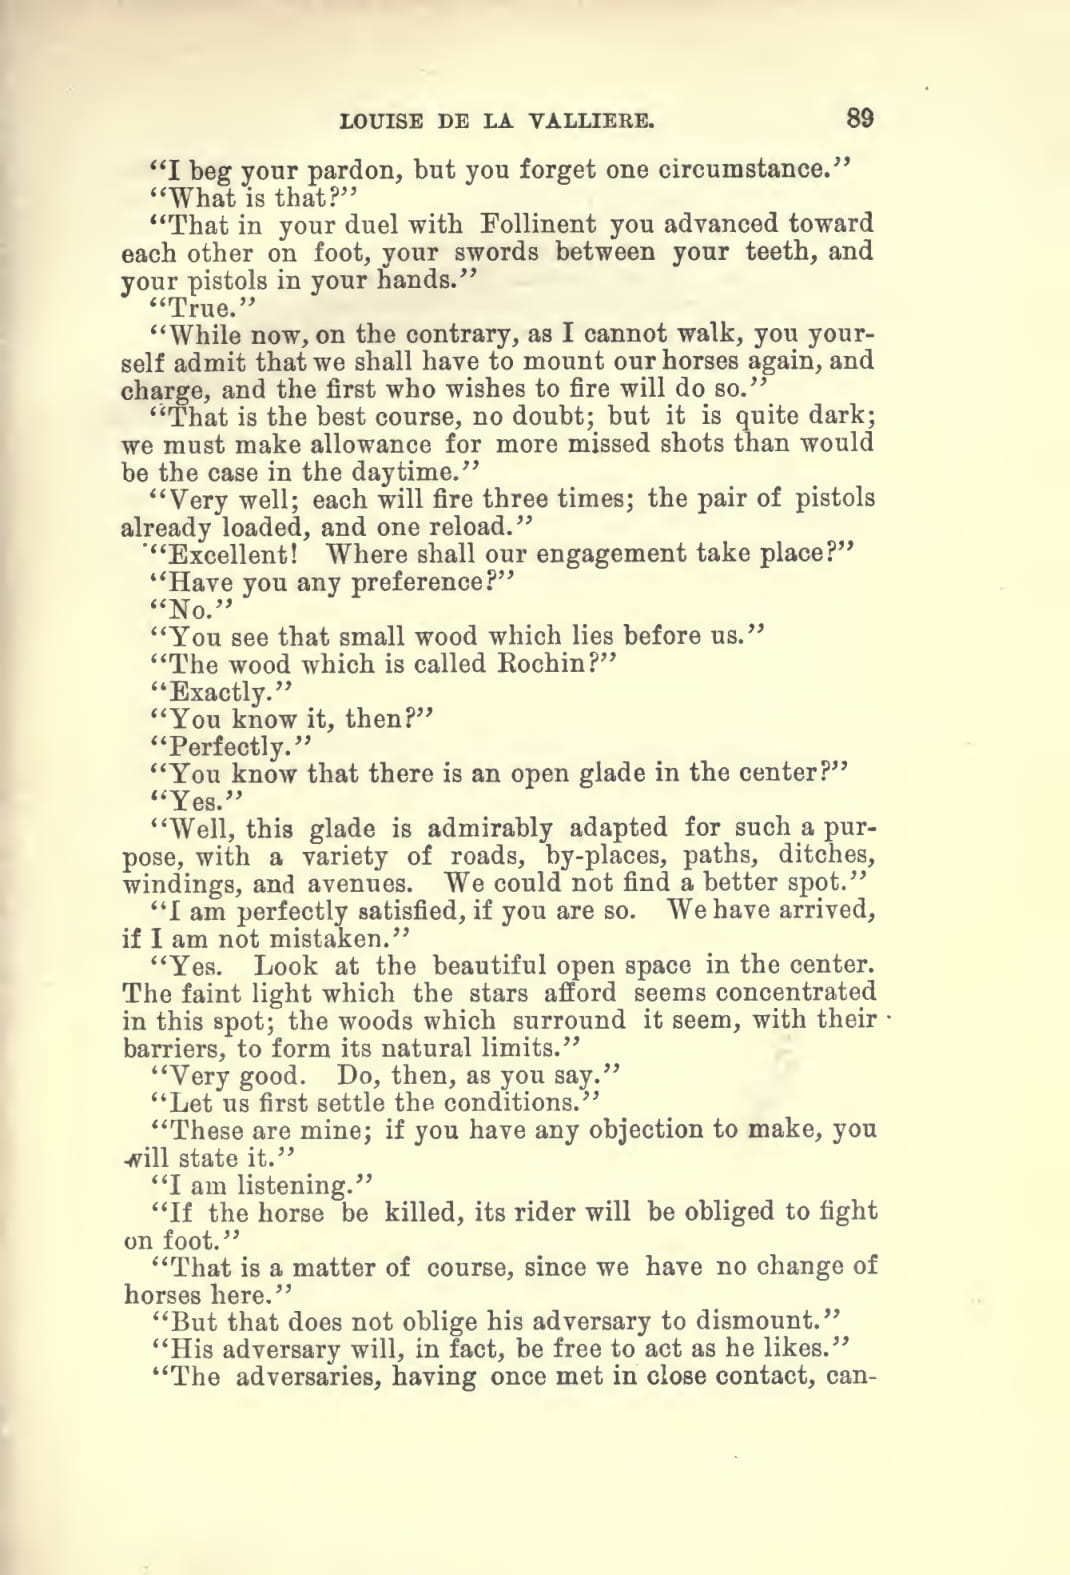 LOUISE DE LA VALLIERE. 89
“I beg your pardon, but you forget one circumstance.”
“What is that?”
“That in your duel with Follinent you advanced toward
each other on foot, your swords between your teeth, and
your pistols in your hands.”
“True.”
“While now, on the contrary, as I cannot walk, you your-
self admit that we shall have to mount our horses again, and
charge, and the first who wishes to fire will do so.”
“That is the best course, no doubt; but it is quite dark;
we must make allowance for more missed shots than would
be the case in the daytime.”
“Very well; each will fire three times; the pair of pistols
already loaded, and one reload.”
“Excellent! Where shall our engagement take place?”
“Have you any preference?”
“No.”
“You see that small wood which lies before us.”
“The wood which is called Rochin?”
“Exactly.”
“You know it, then?”
“Perfectly.”
“You know that there is an open glade in the center?”
“Yes.”
“Well, this glade is admirably adapted for such a pur-
pose, with a variety of roads, by-places, paths, ditches,
windings, and avenues. We could not find a better spot.”
“I am perfectly satisfied, if you are so. We have arrived,
if I am not mistaken.”
“Yes. Look at the beautiful open space in the center.
The faint light which the stars afford seems concentrated
in this spot; the woods which surround it seem, with their
barriers, to form its natural limits.”
“Very good. Do, then, as you say.”
“Let us first settle the conditions.”
“These are mine; if you have any objection to make, you
will state it.”
“I am listening.”
“If the horse be killed, its rider will be obliged to fight
on foot.”
“That is a matter of course, since we have no change of
horses here.”
“But that does not oblige his adversary to dismount.”
“His adversary will, in fact, be free to act as he likes.”
“The adversaries, having once met in close contact, can-